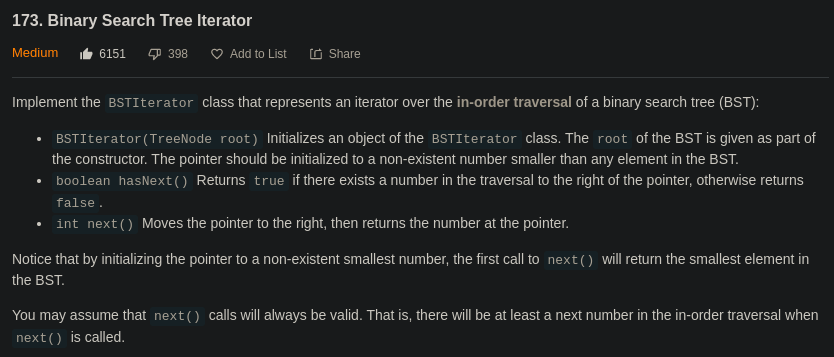 173. Binary Search Tree Iterator
Medium 6151 398 Add to List Share
Implement the BSTIterator class that represents an iterator over the in-order traversal of a binary search tree (BST):
• BSTIterator(TreeNode root) Initializes an object of the BSTIterator class. The root of the BST is given as part of
the constructor. The pointer should be initialized to a non-existent number smaller than any element in the BST.
• boolean hasNext() Returns true if there exists a number in the traversal to the right of the pointer, otherwise returns
false.
• int next() Moves the pointer to the right, then returns the number at the pointer.
Notice that by initializing the pointer to a non-existent smallest number, the first call to next() will return the smallest element in
the BST.
You may assume that next() calls will always be valid. That is, there will be at least a next number in the in-order traversal when
next() is called.